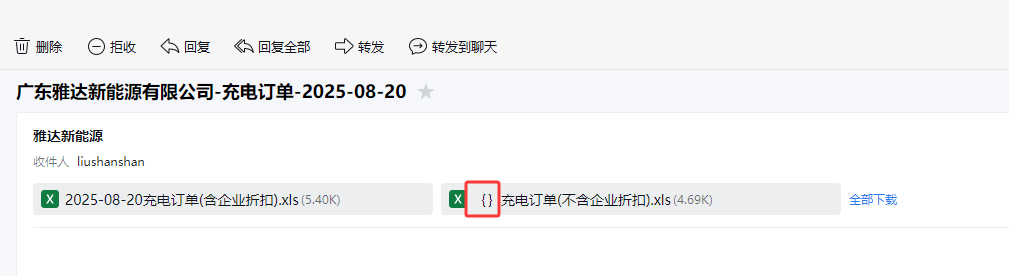 删除 拒收 回复 回复全部 转发 转发到聊天
广东雅达新能源有限公司-充电订单-2025-08-20
雅达新能源
收件人 liushanshan
X 2025-08-20充电订单(含企业折扣).xls (5.40K) X {}充电订单(不含企业折扣).xls (4.69K) 全部下载